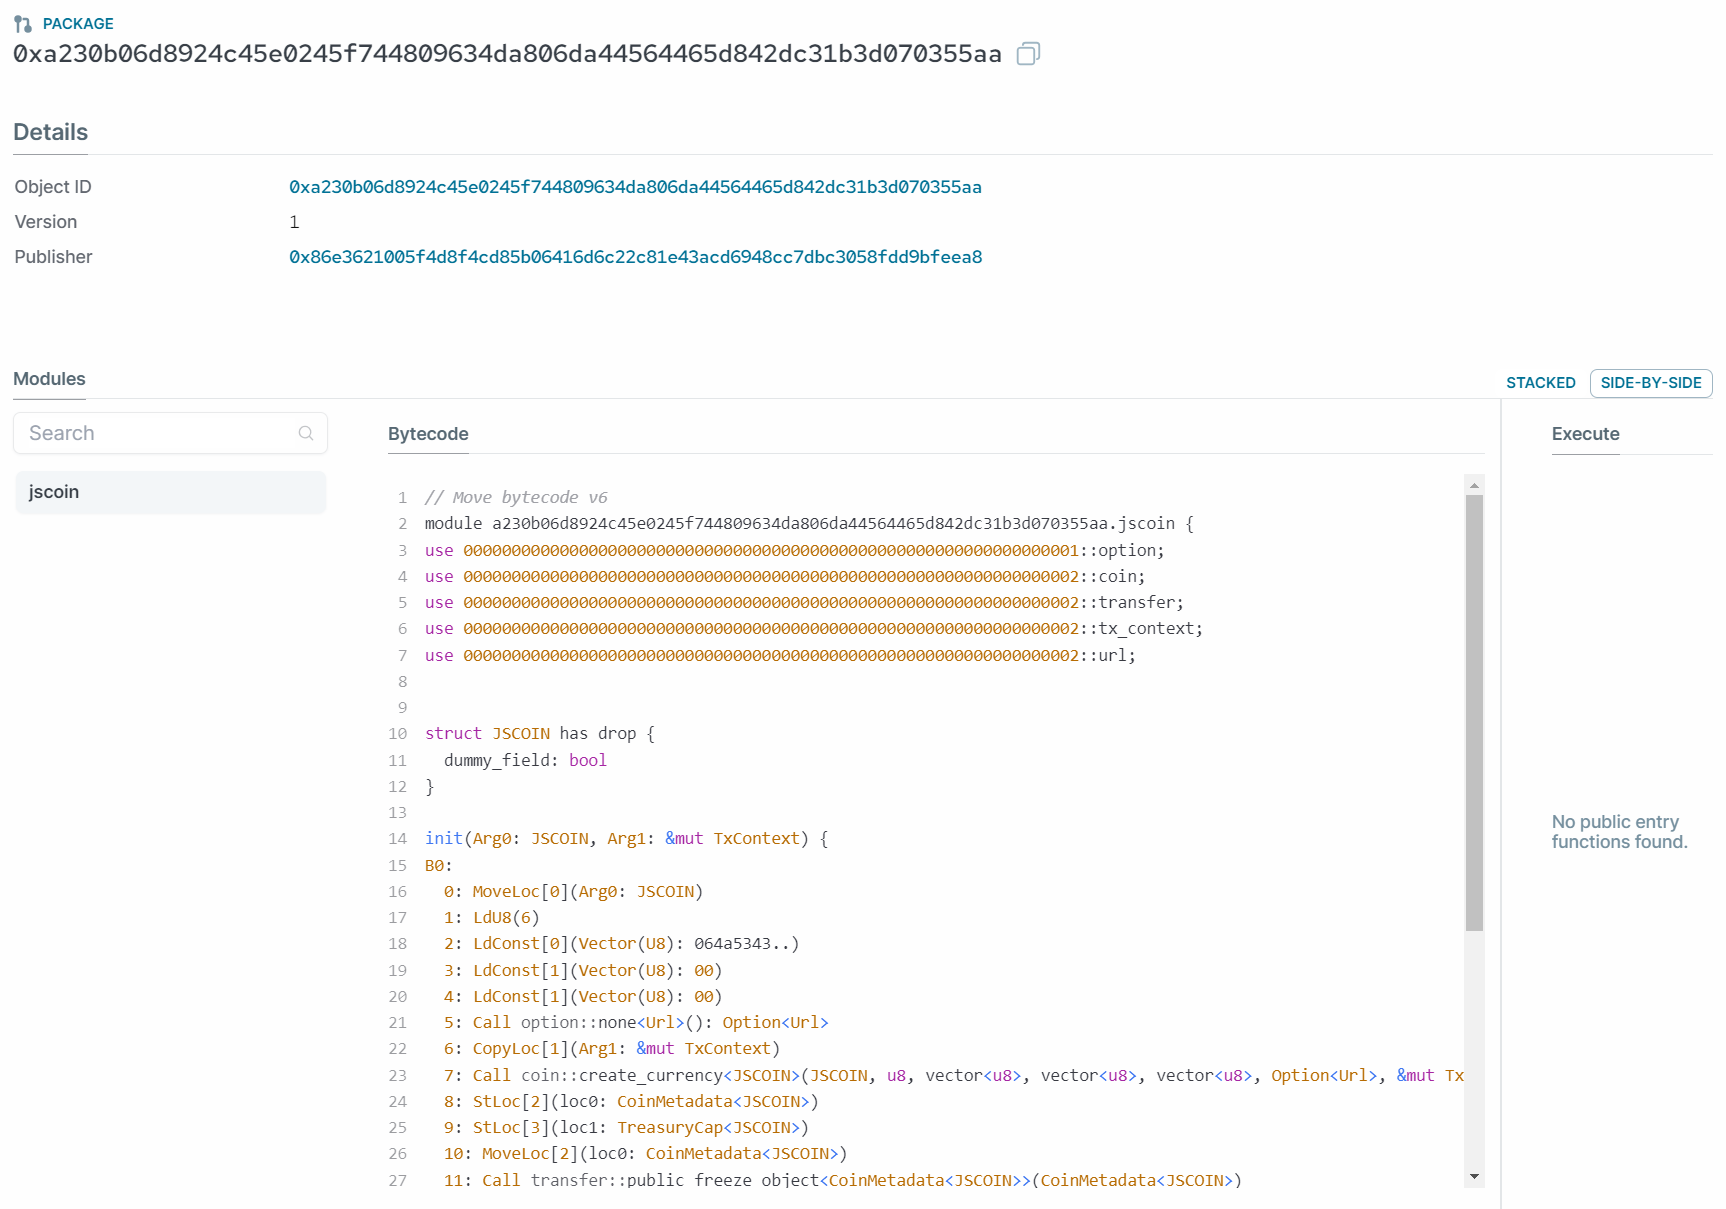 PACKAGE
0xa230b06d8924c45e0245f744809634da806da44564465d842dc31b3d070355aa
Details
Object ID 0xa230b06d8924c45e0245f744809634da806da44564465d842dc31b3d070355aa
Version 1
Publisher 0x86e3621005f4d8f4cd85b06416d6c22c81e43acd6948cc7dbc3058fdd9bfeea8
Modules
STACKED SIDE-BY-SIDE
Search
jscoin
Bytecode
1 // Move bytecode v6
2 module a230b06d8924c45e0245f744809634da806da44564465d842dc31b3d070355aa.jscoin {
3 use 0000000000000000000000000000000000000000000000000000000000000001::option;
4 use 0000000000000000000000000000000000000000000000000000000000000002::coin;
5 use 0000000000000000000000000000000000000000000000000000000000000002::transfer;
6 use 0000000000000000000000000000000000000000000000000000000000000002::tx_context;
7 use 0000000000000000000000000000000000000000000000000000000000000002::url;
8
9
10 struct JSCOIN has drop {
11 dummy_field: bool
12 }
13
14 init(Arg0: JSCOIN, Arg1: &mut TxContext) {
15 B0:
16 0: MoveLoc[0](Arg0: JSCOIN)
17 1: LdU8(6)
18 2: LdConst[0](Vector(U8): 064a5343..)
19 3: LdConst[1](Vector(U8): 00)
20 4: LdConst[1](Vector(U8): 00)
21 5: Call option::none<Url>(): Option<Url>
22 6: CopyLoc[1](Arg1: &mut TxContext)
23 7: Call coin::create_currency<JSCOIN>(JSCOIN, u8, vector<u8>, vector<u8>, vector<u8>, Option<Url>, &mut Tx
24 8: StLoc[2](loc0: CoinMetadata<JSCOIN>)
25 9: StLoc[3](loc1: TreasuryCap<JSCOIN>)
26 10: MoveLoc[2](loc0: CoinMetadata<JSCOIN>)
27 11: Call transfer::public_freeze_object<CoinMetadata<JSCOIN>>(CoinMetadata<JSCOIN>)
Execute
No public entry
functions found.